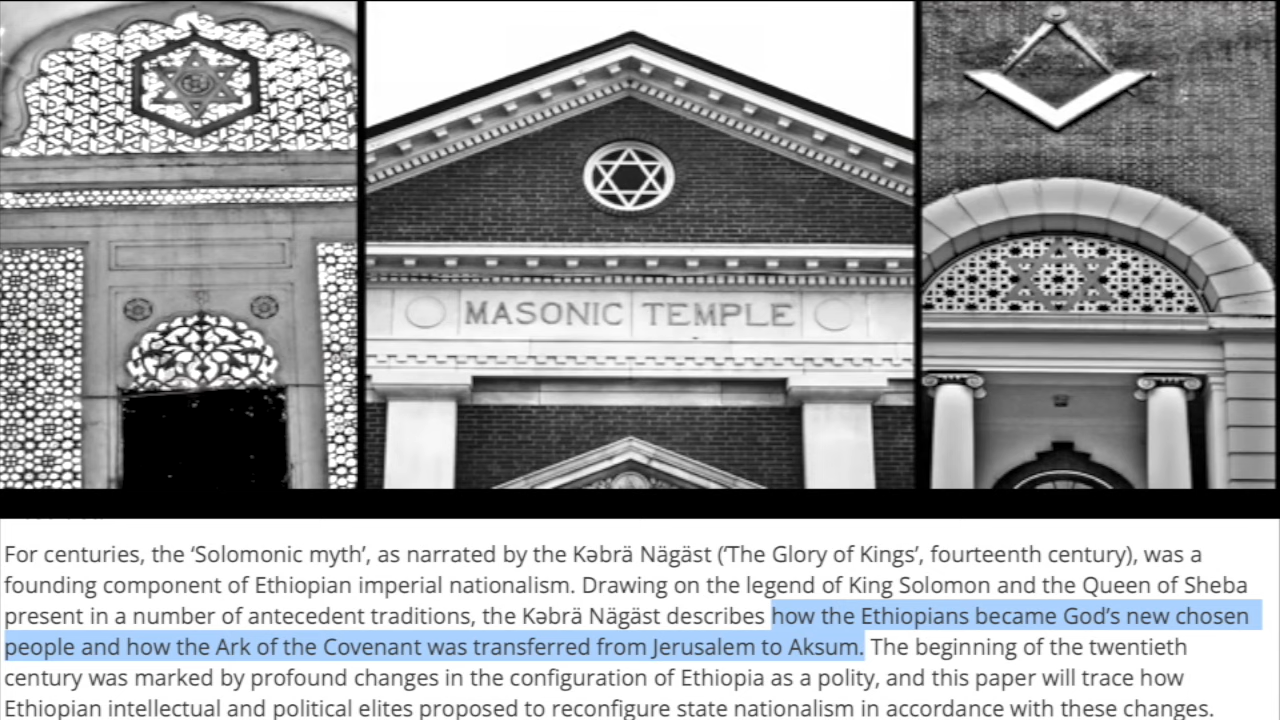 MASONIC TEMPLE
For centuries, the ‘Solomonic myth’, as narrated by the Kəbrä Nägäst (‘The Glory of Kings’, fourteenth century), was a
founding component of Ethiopian imperial nationalism. Drawing on the legend of King Solomon and the Queen of Sheba
present in a number of antecedent traditions, the Kəbrä Nägäst describes how the Ethiopians became God’s new chosen
people and how the Ark of the Covenant was transferred from Jerusalem to Aksum. The beginning of the twentieth
century was marked by profound changes in the configuration of Ethiopia as a polity, and this paper will trace how
Ethiopian intellectual and political elites proposed to reconfigure state nationalism in accordance with these changes.